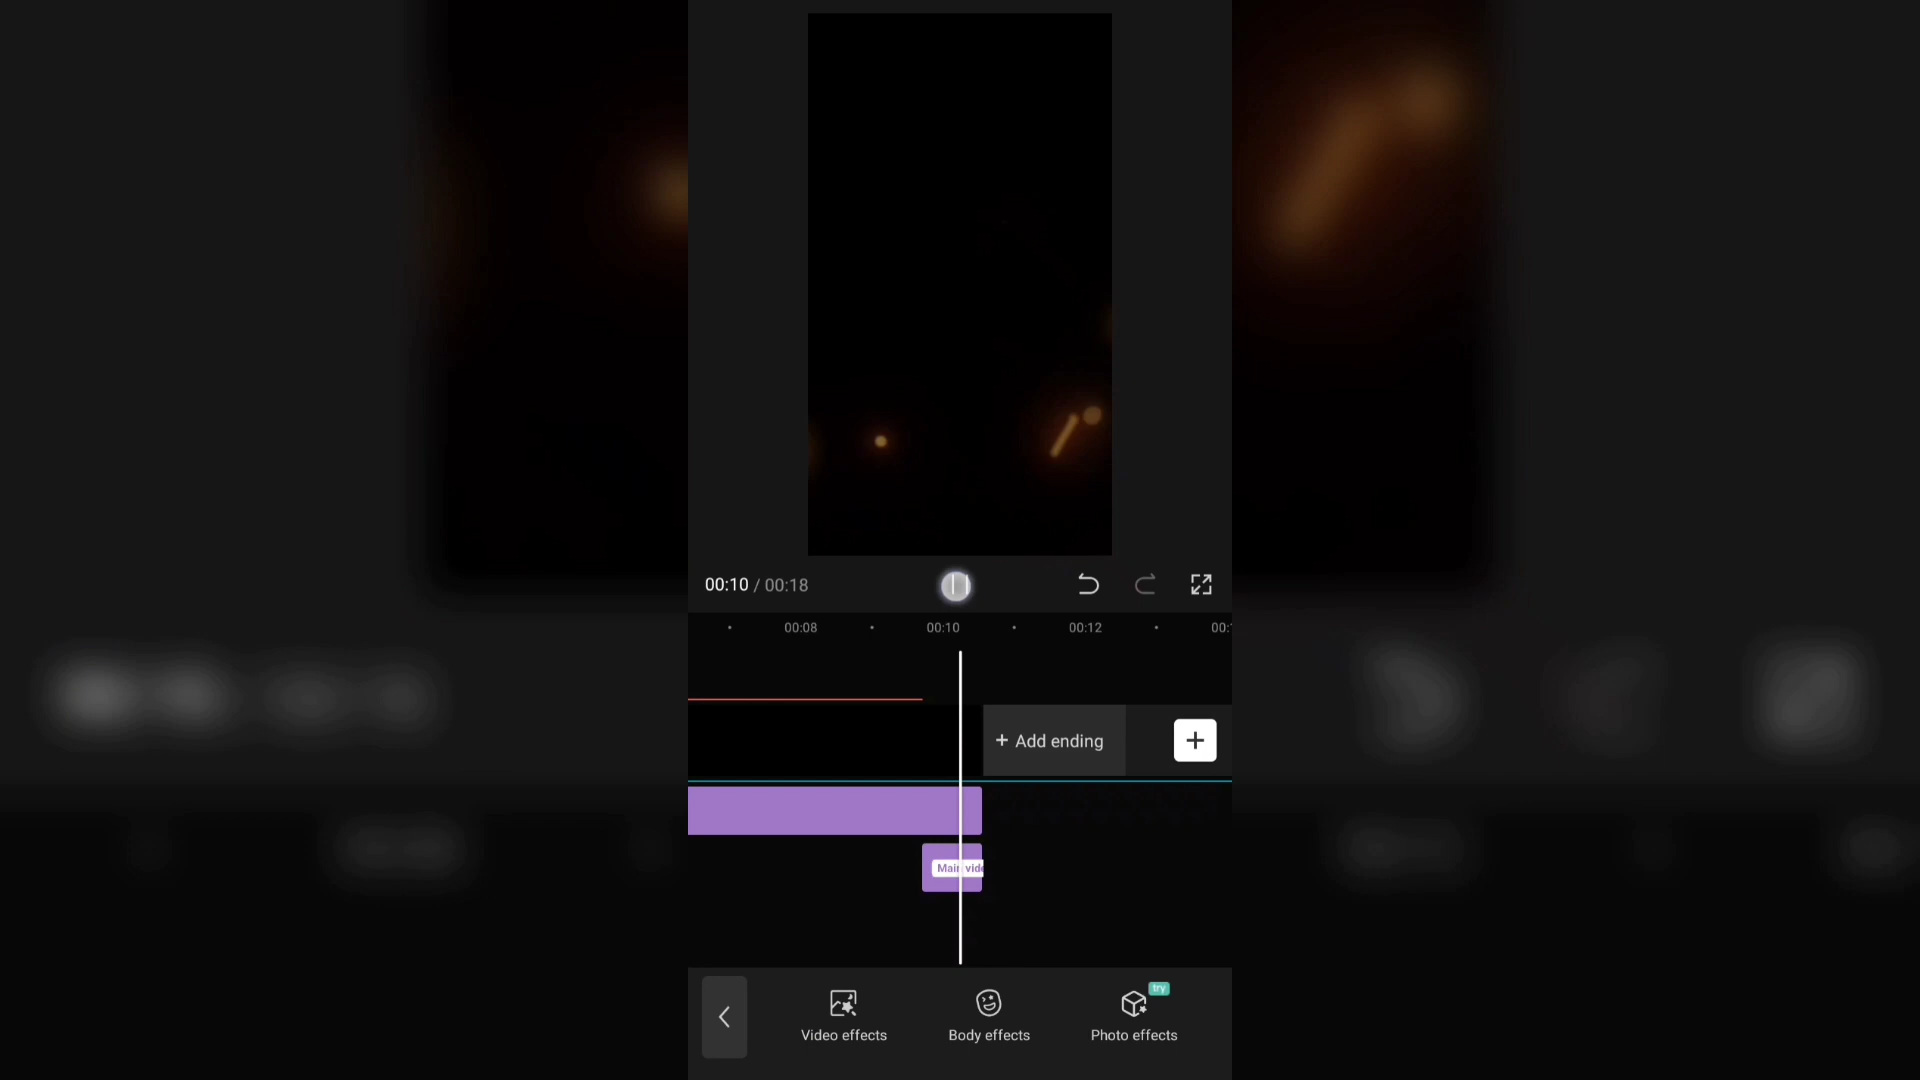 00:10 / 00:18
00:08 00:10 00:12 00:
+ Add ending
Main vide
try
Video effects Body effects Photo effects